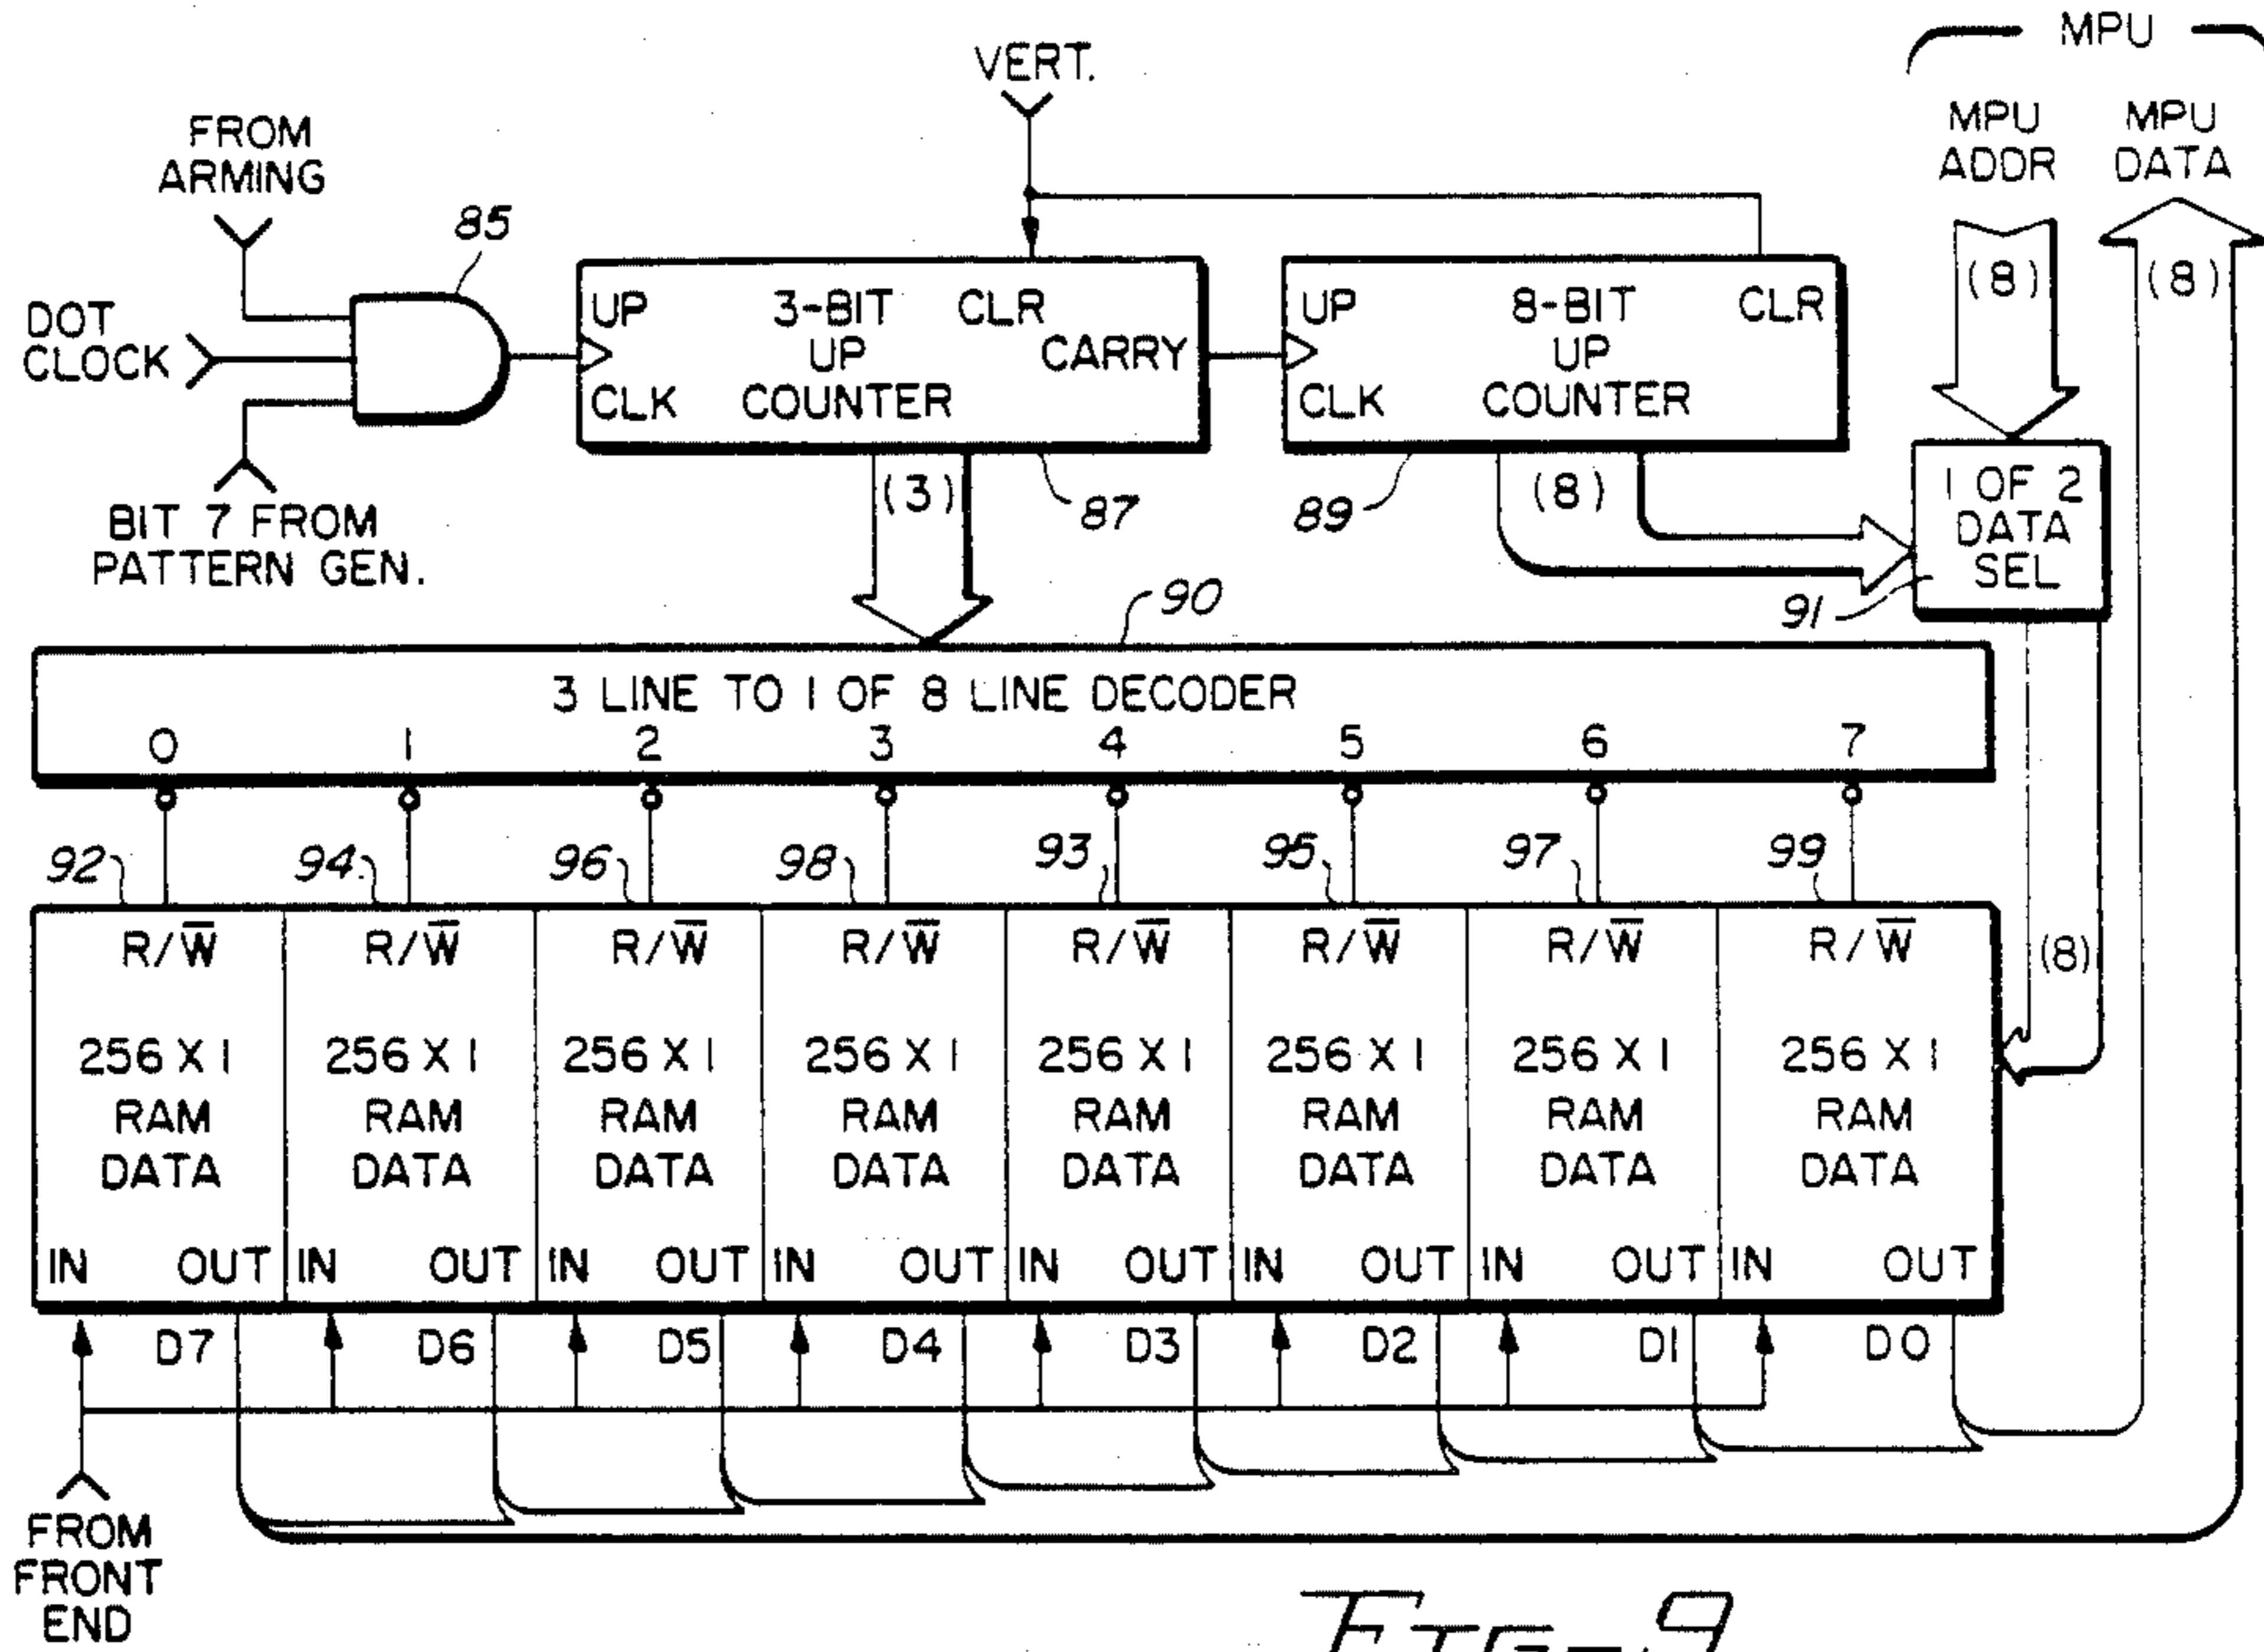 MPU
VERT.
MPU
ADDR
MPU
DATA
FROM
ARMING
85
DOT
CLOCK
UP
3-BIT
CLR
UP
CARRY
CLK
COUNTER
UP
8-BIT
CLR
UP
CLK
COUNTER
(8)
(8)
BIT 7 FROM
PATTERN GEN.
(3)
87
89
(8)
1 OF 2
DATA
SEL
91
90
3 LINE TO 1 OF 8 LINE DECODER
0 1 2 3 4 5 6 7
92 94 96 98 93 95 97 99
R/W̅ R/W̅ R/W̅ R/W̅ R/W̅ R/W̅ R/W̅ R/W̅
(8)
256 X 1 256 X 1 256 X 1 256 X 1 256 X 1 256 X 1 256 X 1 256 X 1
RAM RAM RAM RAM RAM RAM RAM RAM
DATA DATA DATA DATA DATA DATA DATA DATA
IN OUT IN OUT IN OUT IN OUT IN OUT IN OUT IN OUT IN OUT
D7 D6 D5 D4 D3 D2 D1 D0
FROM
FRONT
END
FIG-9